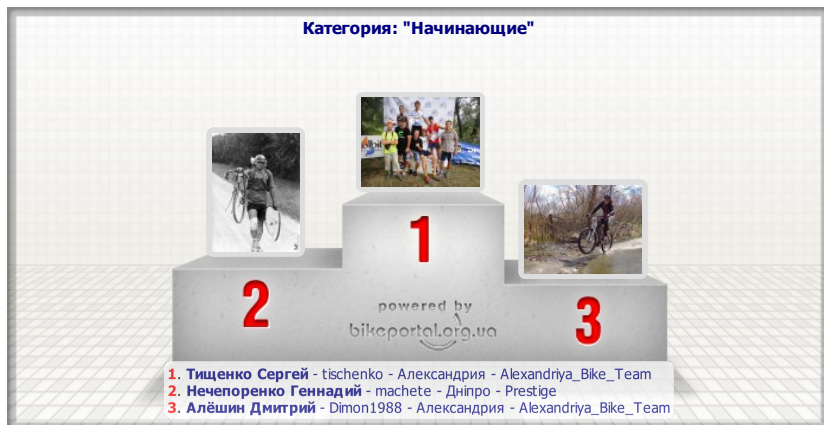 Категория: "Начинающие"
1
2
3
powered by
bikeportal.org.ua
1. Тищенко Сергей - tischenko - Александрия - Alexandriya_Bike_Team
2. Нечепоренко Геннадий - machete - Дніпро - Prestige
3. Алёшин Дмитрий - Dimon1988 - Александрия - Alexandriya_Bike_Team